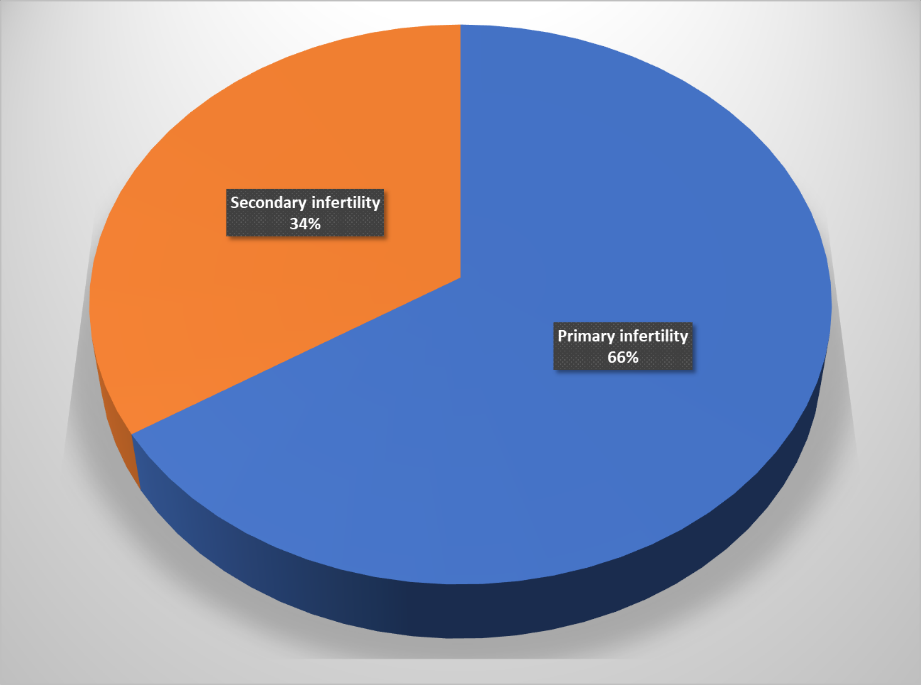 Secondary infertility
34%
Primary infertility
66%